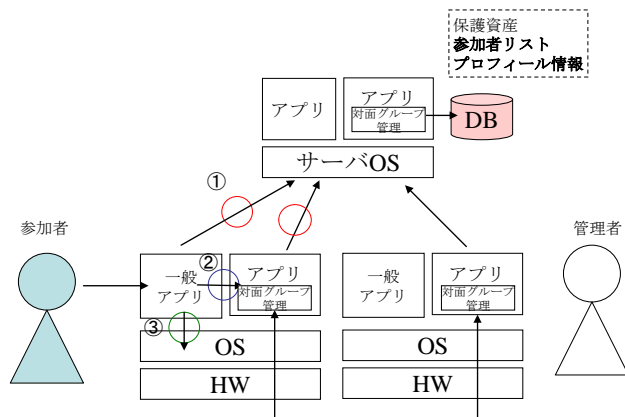 保護資産
参加者リスト
プロフィール情報
アプリ
アプリ
対面グループ
管理
DB
サーバOS
①
参加者
管理者
一般
アプリ
②
アプリ
対面グループ
管理
一般
アプリ
アプリ
対面グループ
管理
③
OS
OS
HW
HW